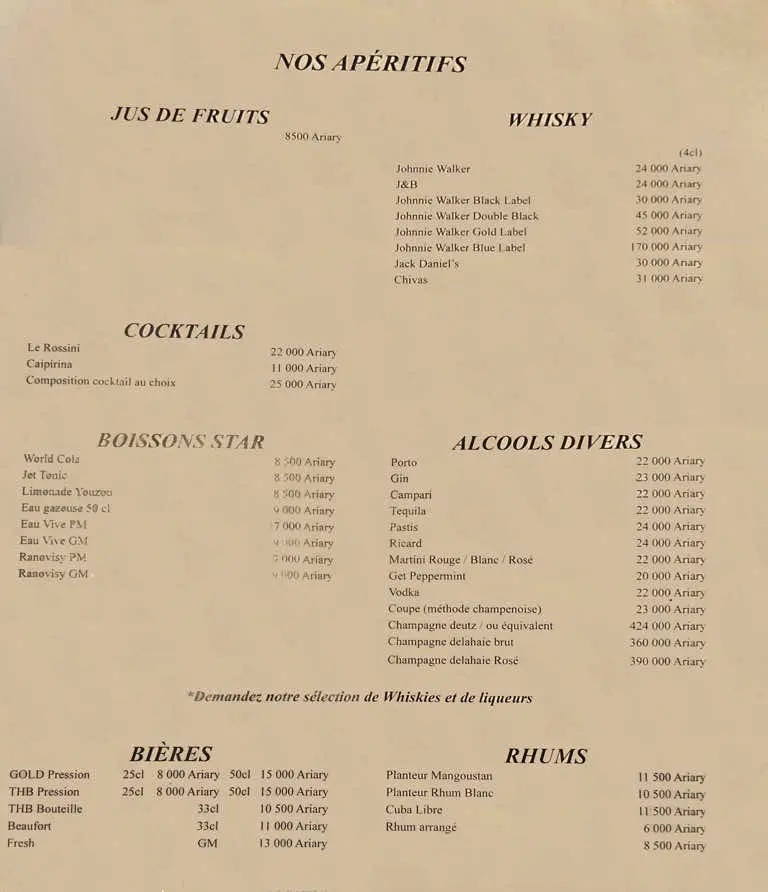 NOS APÉRITIFS
JUS DE FRUITS
8500 Ariary
WHISKY
(4cl)
Johnnie Walker 24 000 Ariary
J&B 24 000 Ariary
Johnnie Walker Black Label 30 000 Ariary
Johnnie Walker Double Black 45 000 Ariary
Johnnie Walker Gold Label 52 000 Ariary
Johnnie Walker Blue Label 170 000 Ariary
Jack Daniel's 30 000 Ariary
Chivas 31 000 Ariary
COCKTAILS
Le Rossini 22 000 Ariary
Caipirina 11 000 Ariary
Composition cocktail au choix 25 000 Ariary
BOISSONS STAR
World Cola 8 500 Ariary
Jet Tonic 8 500 Ariary
Limonade Youzou 8 500 Ariary
Eau gazeuse 50 cl 9 000 Ariary
Eau Vive PM 7 000 Ariary
Eau Vive GM Ariary
Ranovisy PM 000 Ariary
Ranovisy GM Ariary
ALCOOLS DIVERS
Porto 22 000 Ariary
Gin 23 000 Ariary
Campari 22 000 Ariary
Tequila 22 000 Ariary
Pastis 24 000 Ariary
Ricard 24 000 Ariary
Martini Rouge / Blanc / Rosé 22 000 Ariary
Get Peppermint 20 000 Ariary
Vodka 22 000 Ariary
Coupe (méthode champenoise) 23 000 Ariary
Champagne deutz / ou équivalent 424 000 Ariary
Champagne delahaie brut 360 000 Ariary
Champagne delahaie Rosé 390 000 Ariary
*Demandez notre sélection de Whiskies et de liqueurs
BIÈRES
GOLD Pression 25cl 8 000 Ariary 50cl 15 000 Ariary
THB Pression 25cl 8 000 Ariary 50cl 15 000 Ariary
THB Bouteille 33cl 10 500 Ariary
Beaufort 33cl 11 000 Ariary
Fresh GM 13 000 Ariary
RHUMS
Planteur Mangoustan 11 500 Ariary
Planteur Rhum Blanc 10 500 Ariary
Cuba Libre 11 500 Ariary
Rhum arrangé 6 000 Ariary
8 500 Ariary